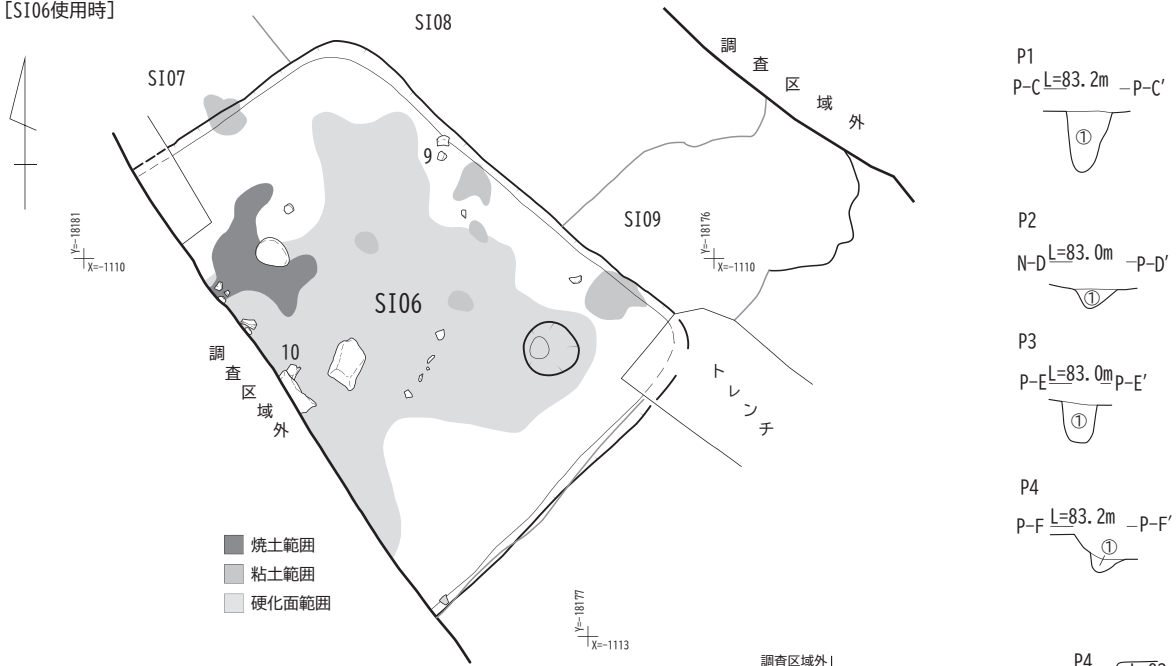 [SI06使用時]
SI08
SI07
調査区域外
9
SI09
Y=-18181
X=-1110
Y=-18176
X=-1110
SI06
10
調査区域外
トレンチ
焼土範囲
粘土範囲
硬化面範囲
Y=-18177
X=-1113
調査区域外
P1
P-C L=83.2m P-C′
①
P2
N-D L=83.0m P-D′
①
P3
P-E L=83.0m P-E′
①
P4
P-F L=83.2m P-F′
①
P4